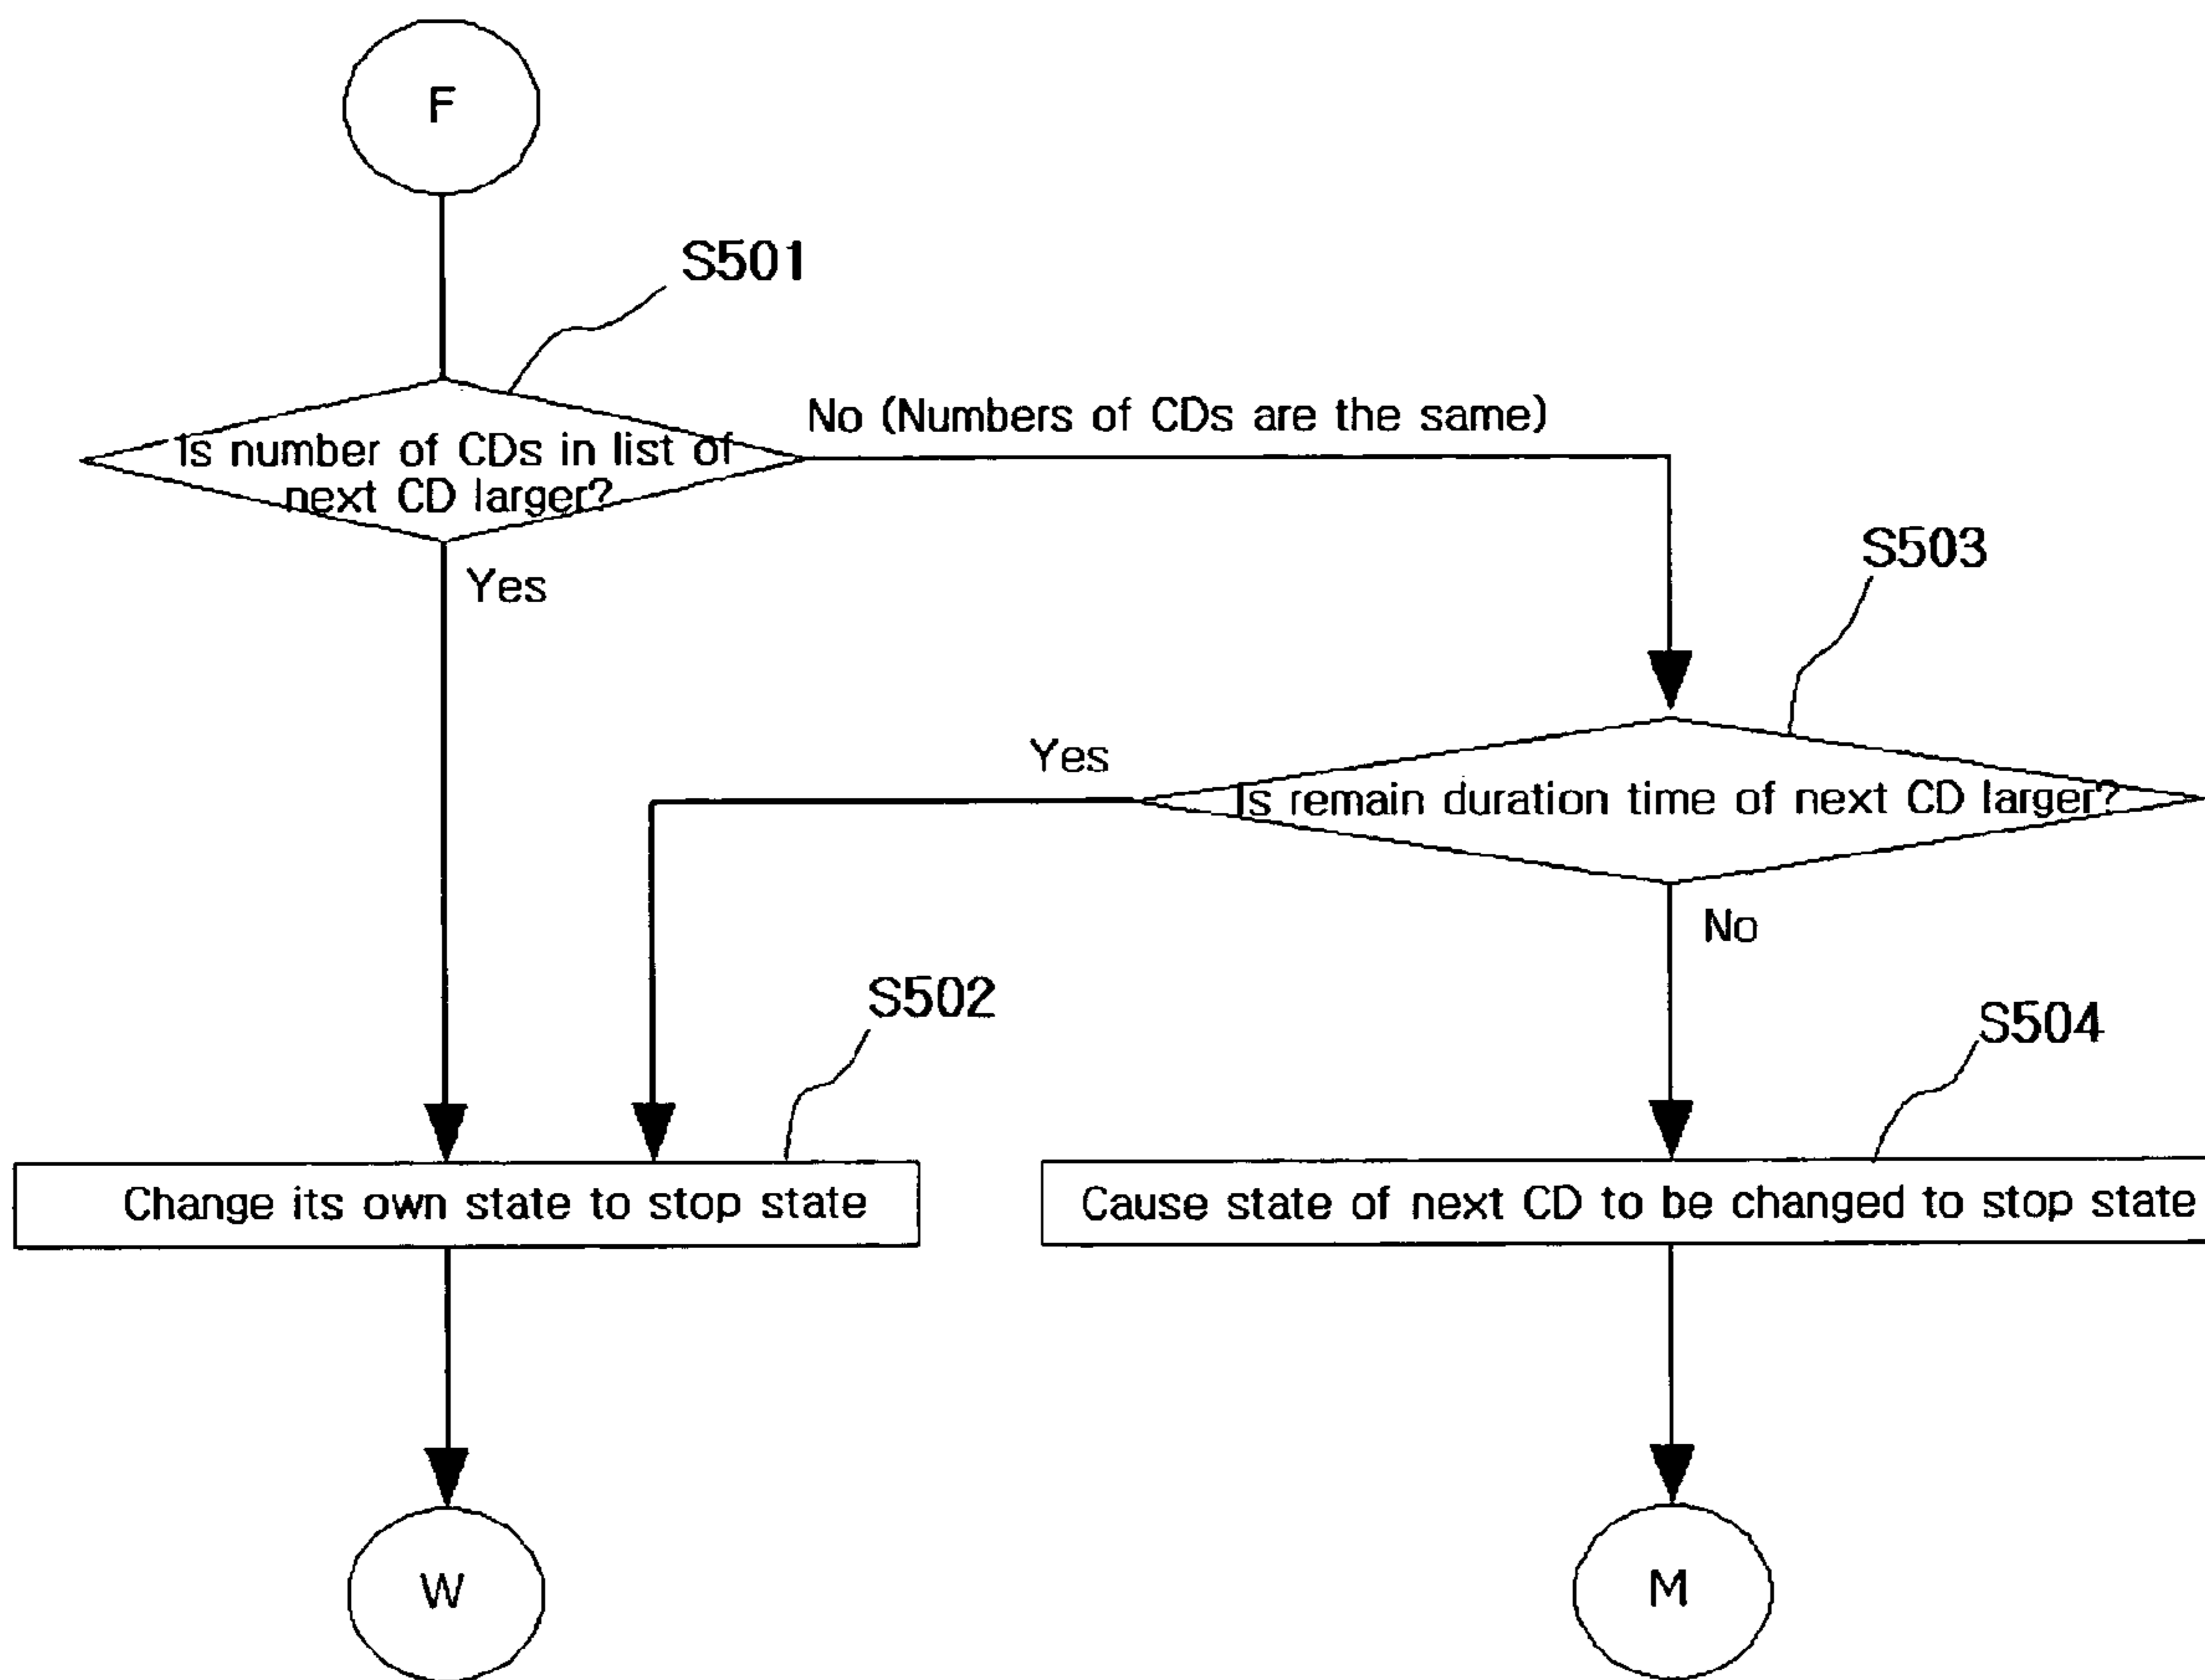 F
S501
No (Numbers of CDs are the same)
Is number of CDs in list of
next CD larger?
Yes
S503
Yes
Is remain duration time of next CD larger?
No
S502
S504
Change its own state to stop state
Cause state of next CD to be changed to stop state
W
M